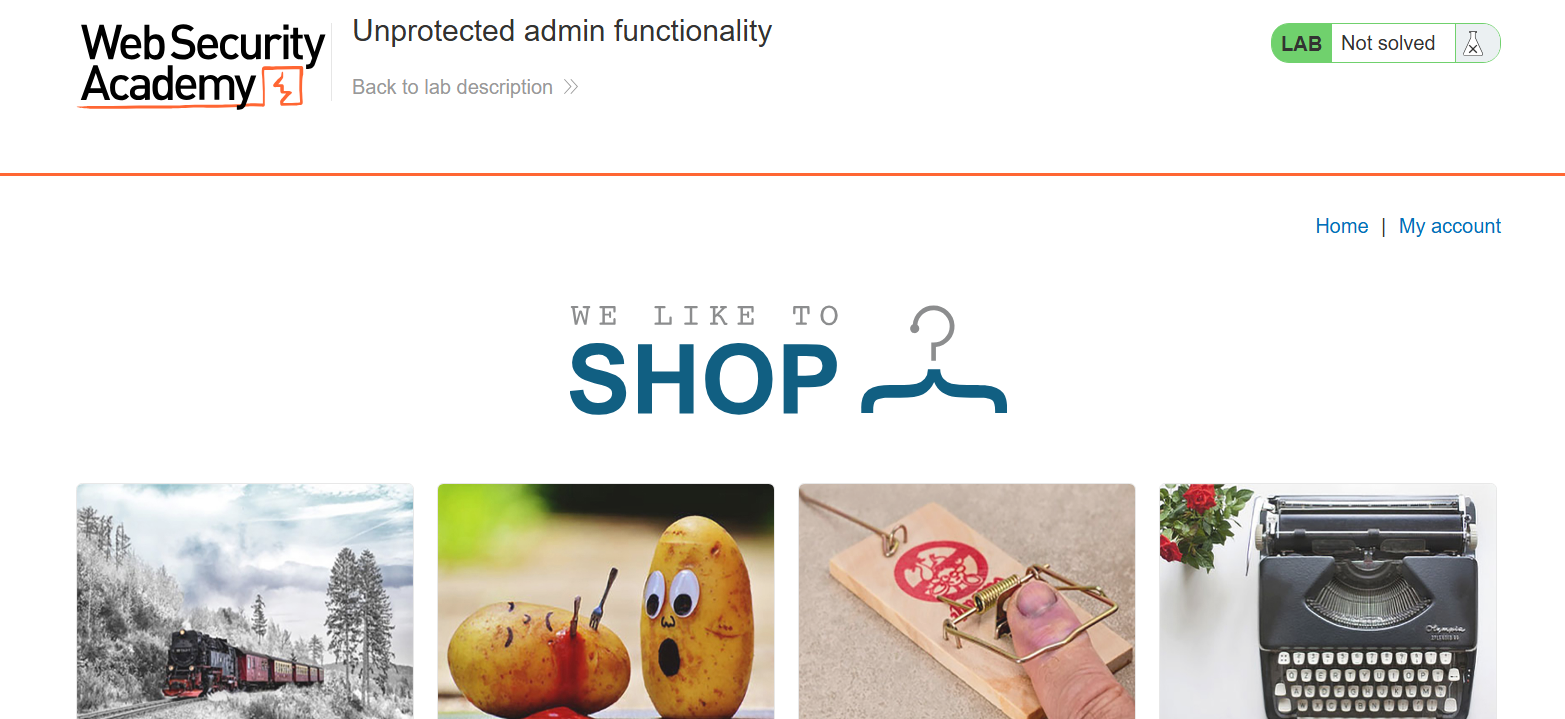 Web Security
Academy
Unprotected admin functionality
Back to lab description
LAB Not solved
Home | My account
WE LIKE TO
SHOP
Olympia